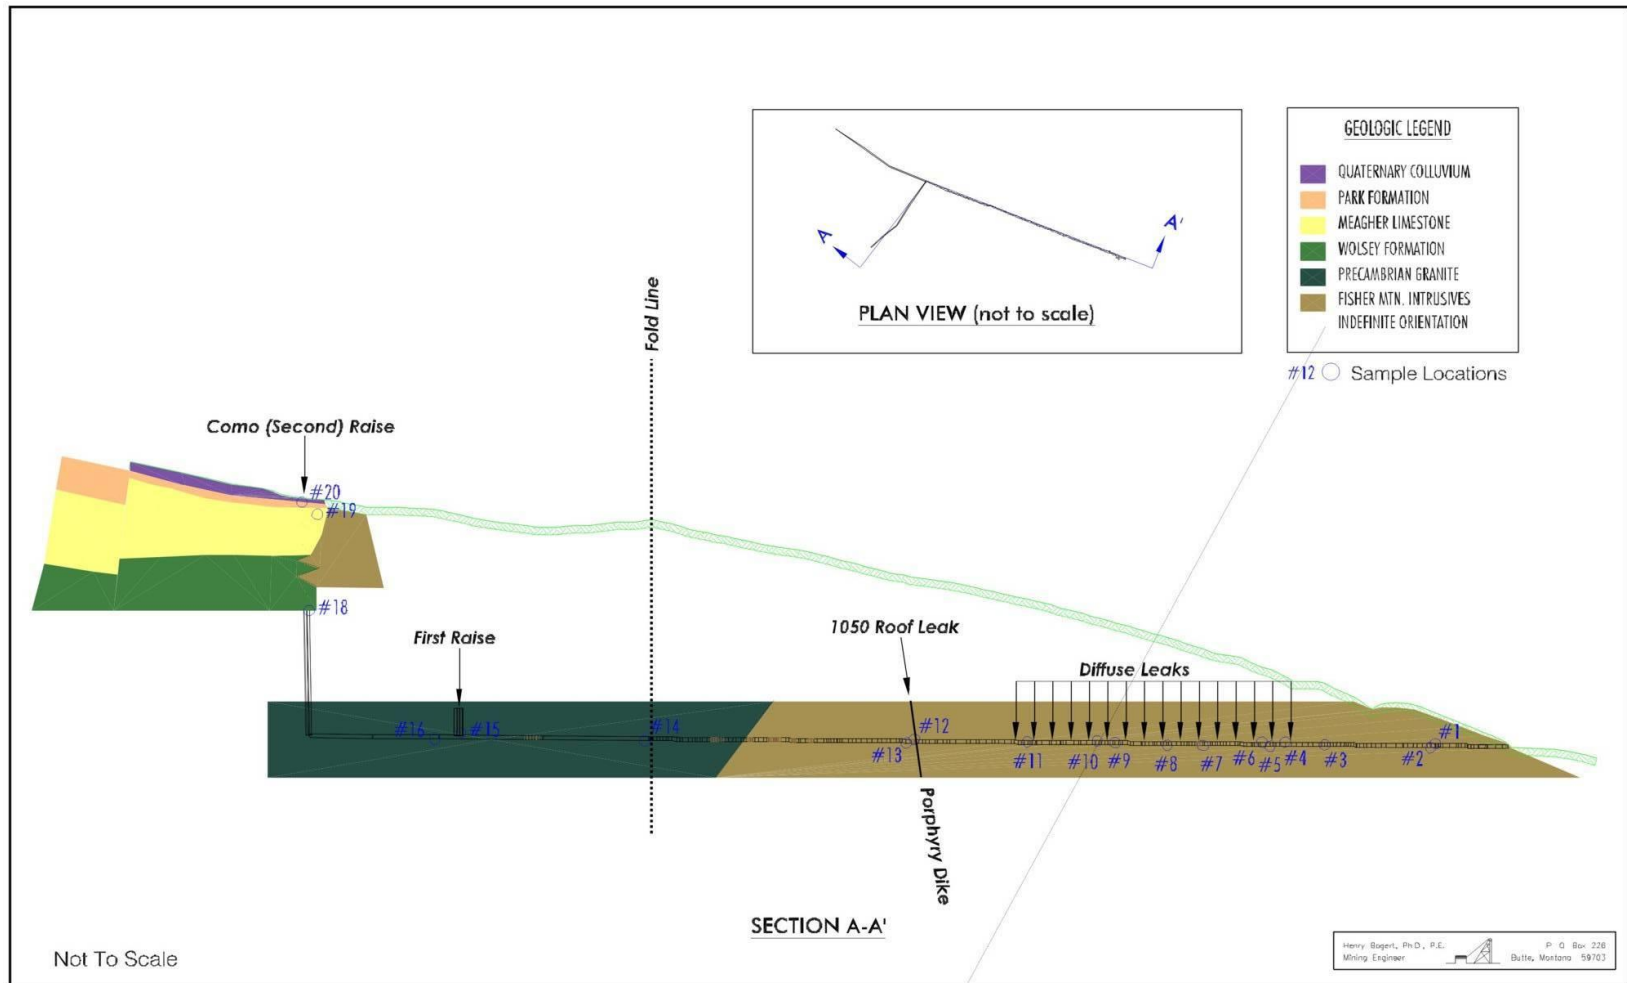 GEOLOGIC LEGEND
QUATERNARY COLLUVIUM
PARK FORMATION
MEAGHER LIMESTONE
WOLSEY FORMATION
PRECAMBRIAN GRANITE
FISHER MTN. INTRUSIVES
INDEFINITE ORIENTATION
#12 Sample Locations
A
A'
PLAN VIEW (not to scale)
Fold Line
Como (Second) Raise
#20
#19
#18
First Raise
1050 Roof Leak
Diffuse Leaks
#16
#15
#14
#13
#12
#11
#10
#9
#8
#7
#6
#5
#4
#3
#2
#1
Porphyry Dike
SECTION A-A'
Not To Scale
Henry Bogert, Ph.D., P.E.
Mining Engineer
P O Box 226
Butte, Montana 59703